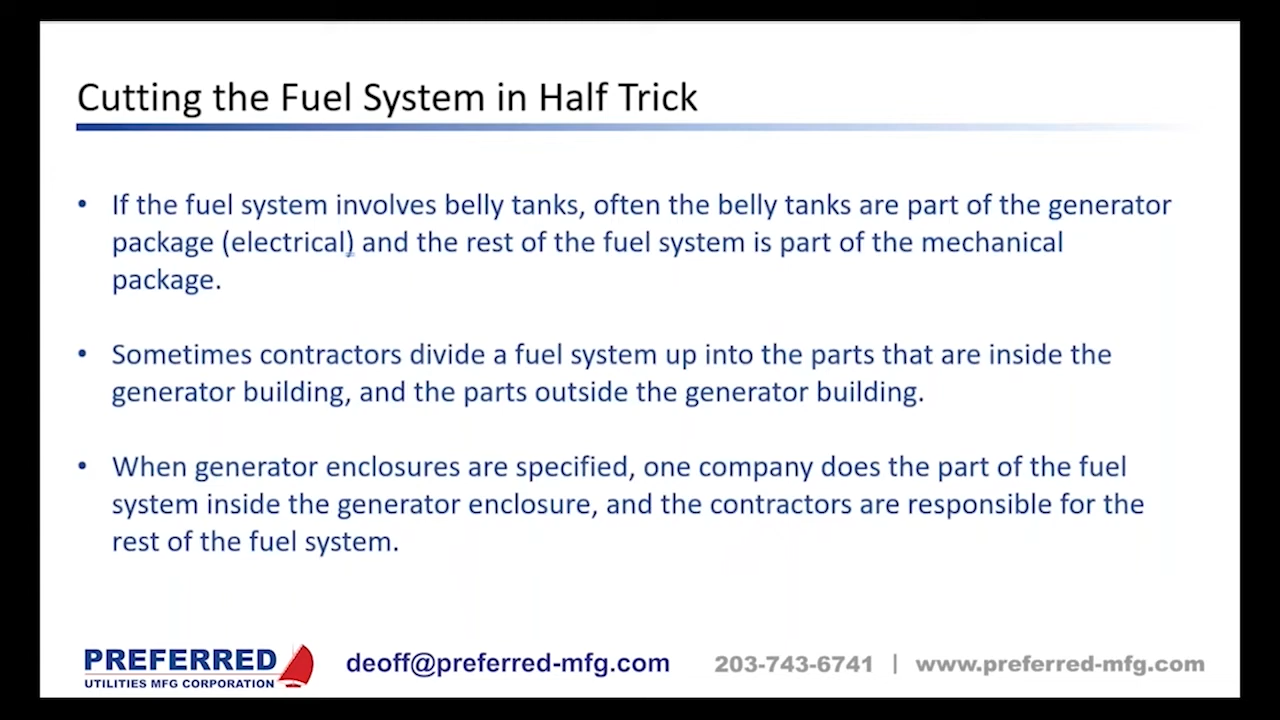 Cutting the Fuel System in Half Trick
• If the fuel system involves belly tanks, often the belly tanks are part of the generator
package (electrical) and the rest of the fuel system is part of the mechanical
package.
• Sometimes contractors divide a fuel system up into the parts that are inside the
generator building, and the parts outside the generator building.
• When generator enclosures are specified, one company does the part of the fuel
system inside the generator enclosure, and the contractors are responsible for the
rest of the fuel system.
PREFERRED
UTILITIES MFG CORPORATION
deoff@preferred-mfg.com
203-743-6741 | www.preferred-mfg.com